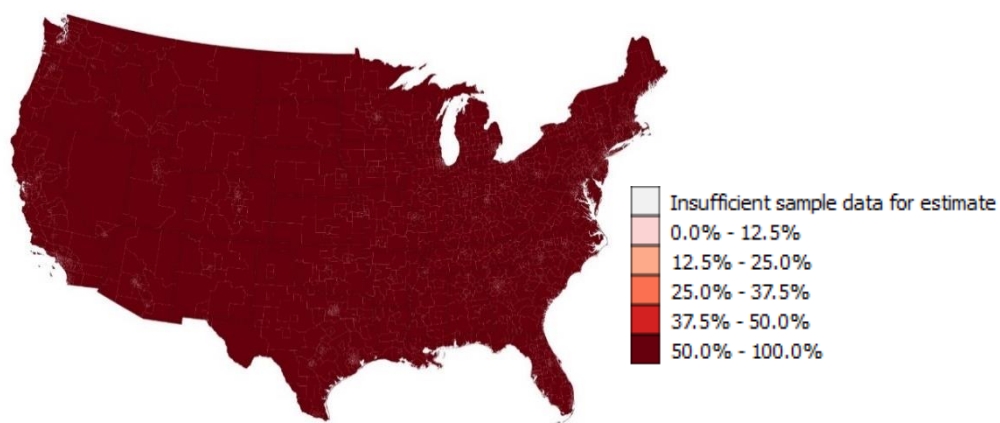 Insufficient sample data for estimate
0.0% - 12.5%
12.5% - 25.0%
25.0% - 37.5%
37.5% - 50.0%
50.0% - 100.0%